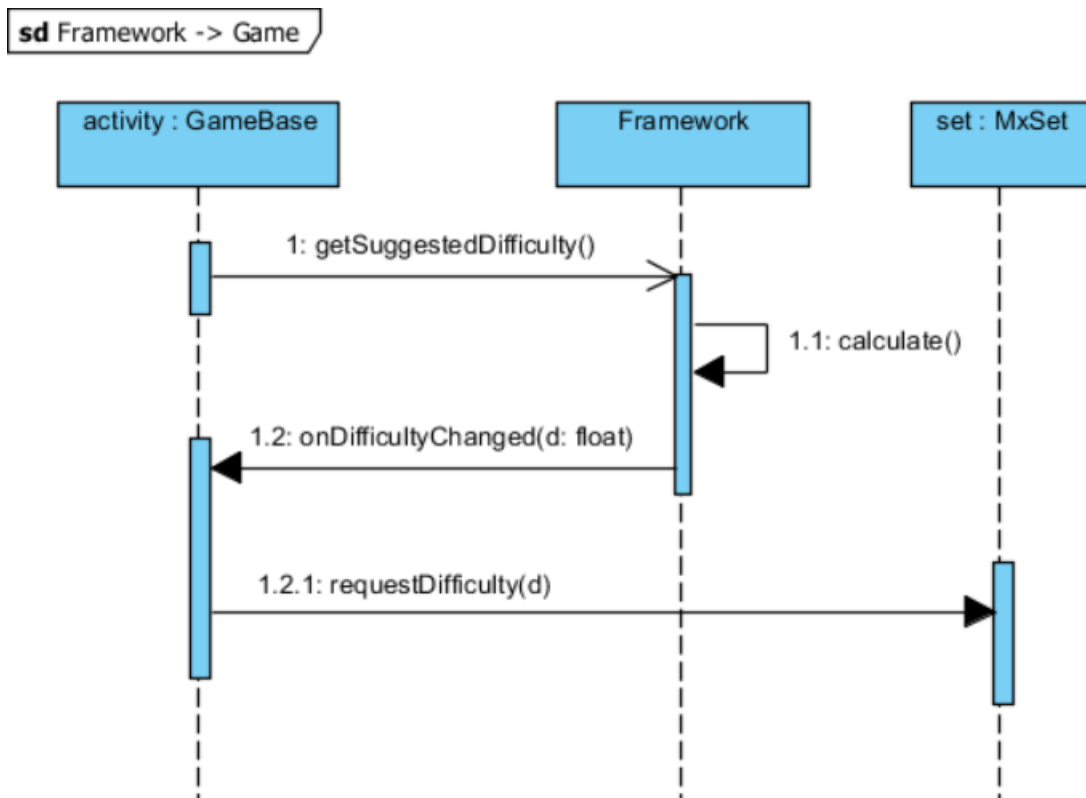 sd Framework -> Game
activity : GameBase
Framework
set : MxSet
1: getSuggestedDifficulty()
1.1: calculate()
1.2: onDifficultyChanged(d: float)
1.2.1: requestDifficulty(d)